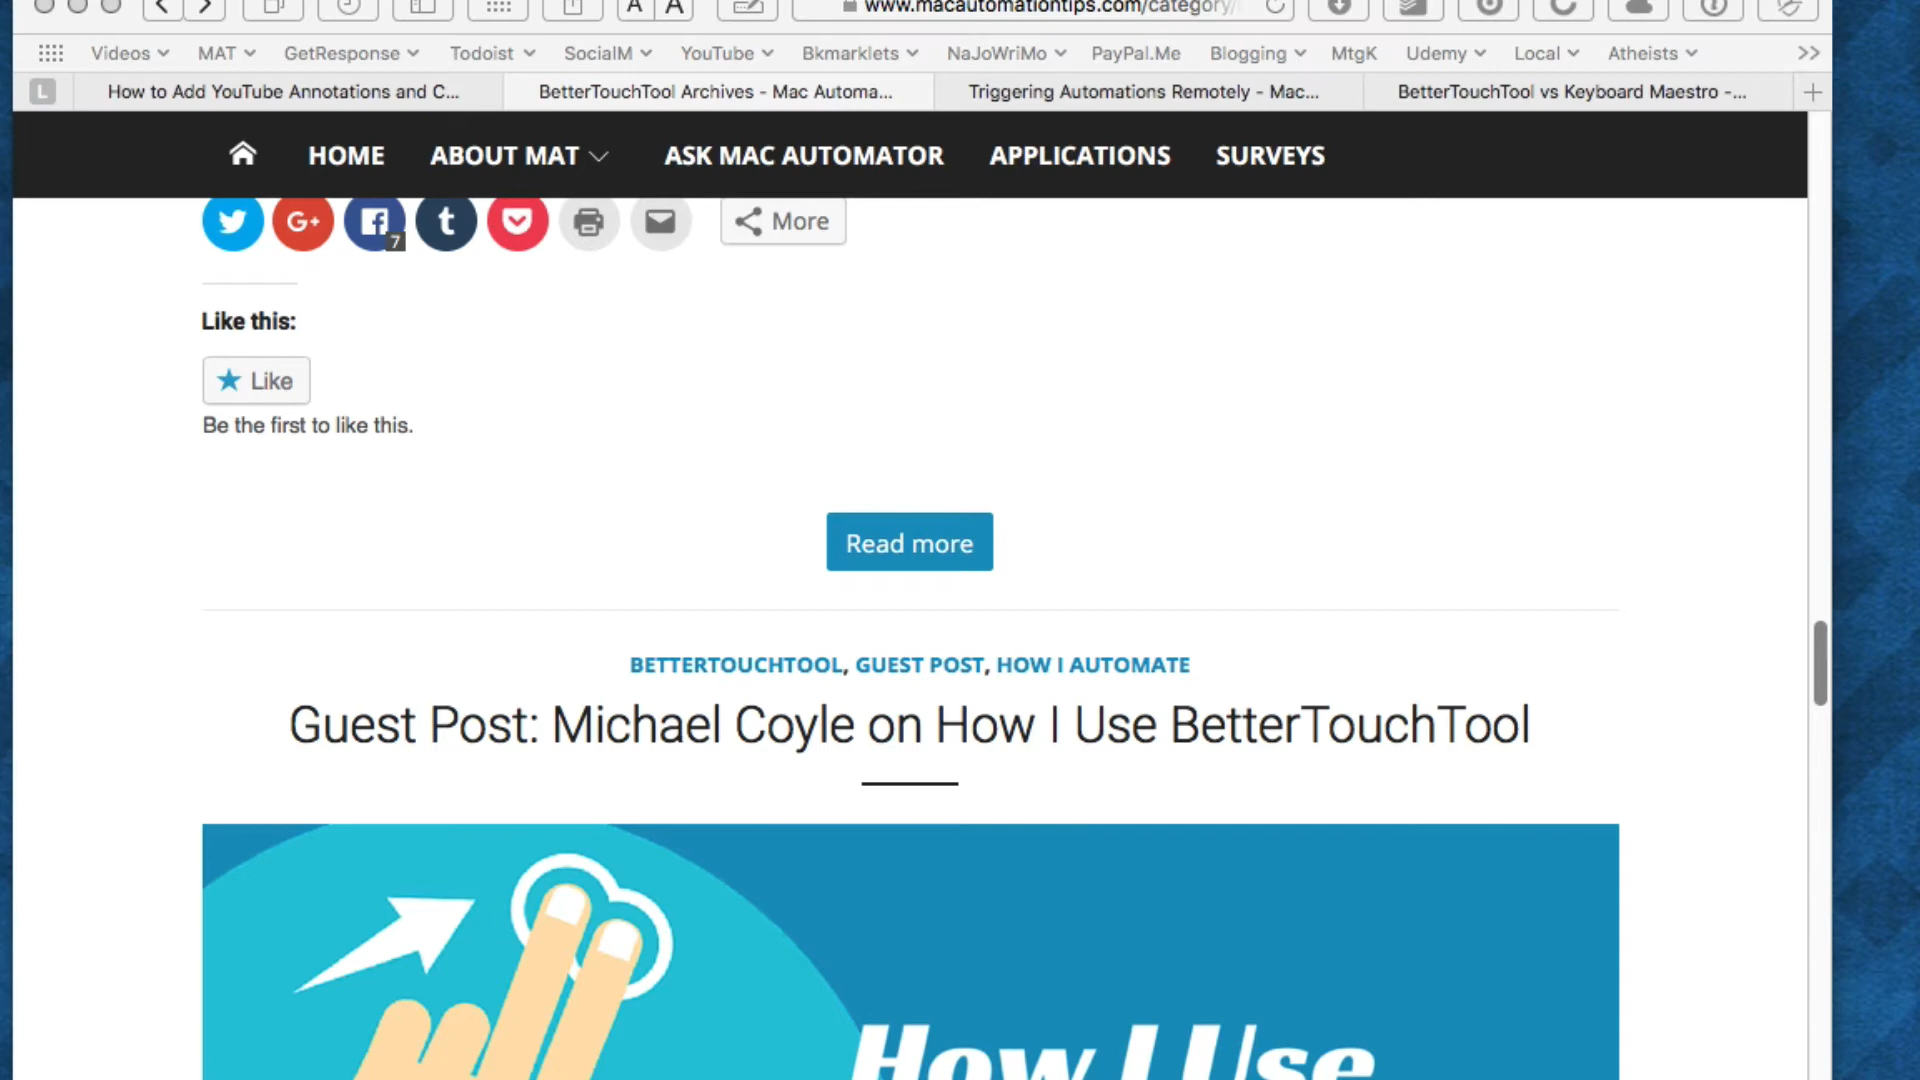 A A www.macautomationtips.com/category/
Videos MAT GetResponse Todoist SocialM YouTube Bkmarklets NaJoWriMo PayPal.Me Blogging MtgK Udemy Local Atheists >>
L How to Add YouTube Annotations and C... BetterTouchTool Archives - Mac Automa... Triggering Automations Remotely - Mac... BetterTouchTool vs Keyboard Maestro -... +
HOME ABOUT MAT ASK MAC AUTOMATOR APPLICATIONS SURVEYS
G+ f t More
7
Like this:
Like
Be the first to like this.
Read more
BETTERTOUCHTOOL, GUEST POST, HOW I AUTOMATE
Guest Post: Michael Coyle on How I Use BetterTouchTool
How I Use